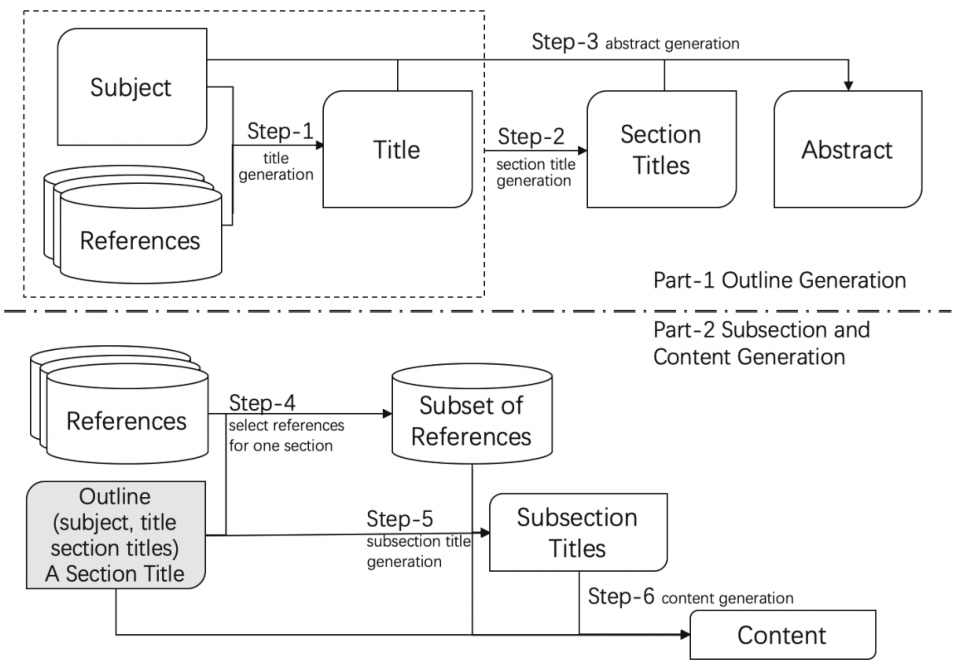 Step-3 abstract generation
Subject
Step-1
title
generation
Title
Step-2
section title
generation
Section
Titles
Abstract
References
Part-1 Outline Generation
Part-2 Subsection and
Content Generation
References
Step-4
select references
for one section
Subset of
References
Outline
(subject, title
section titles)
A Section Title
Step-5
subsection title
generation
Subsection
Titles
Step-6 content generation
Content